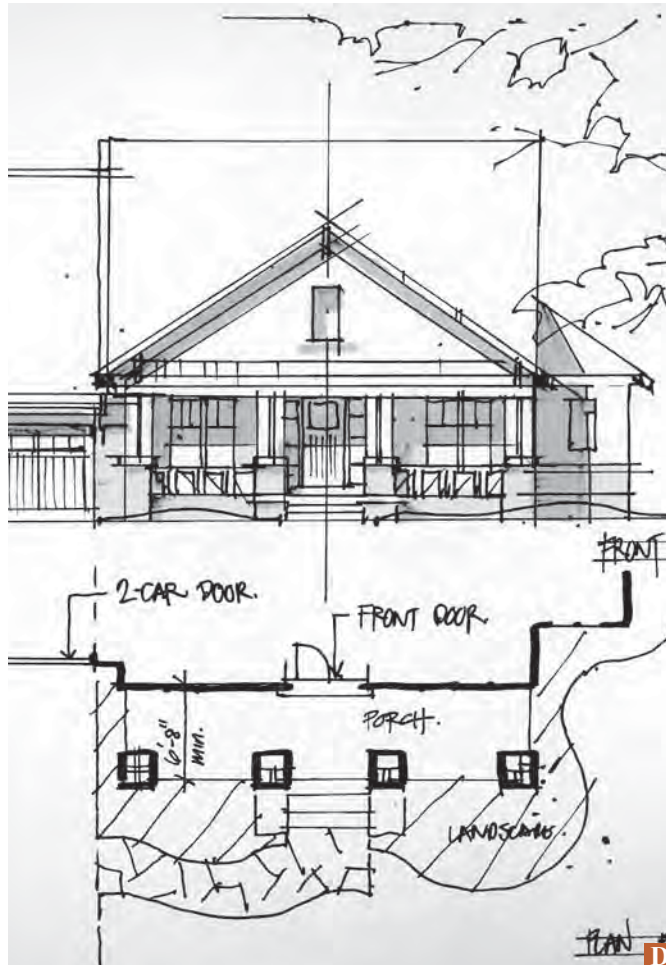 FRONT
2-CAR DOOR.
FRONT DOOR.
PORCH.
6'-8"
MIN.
LANDSCAPE.
PLAN
D